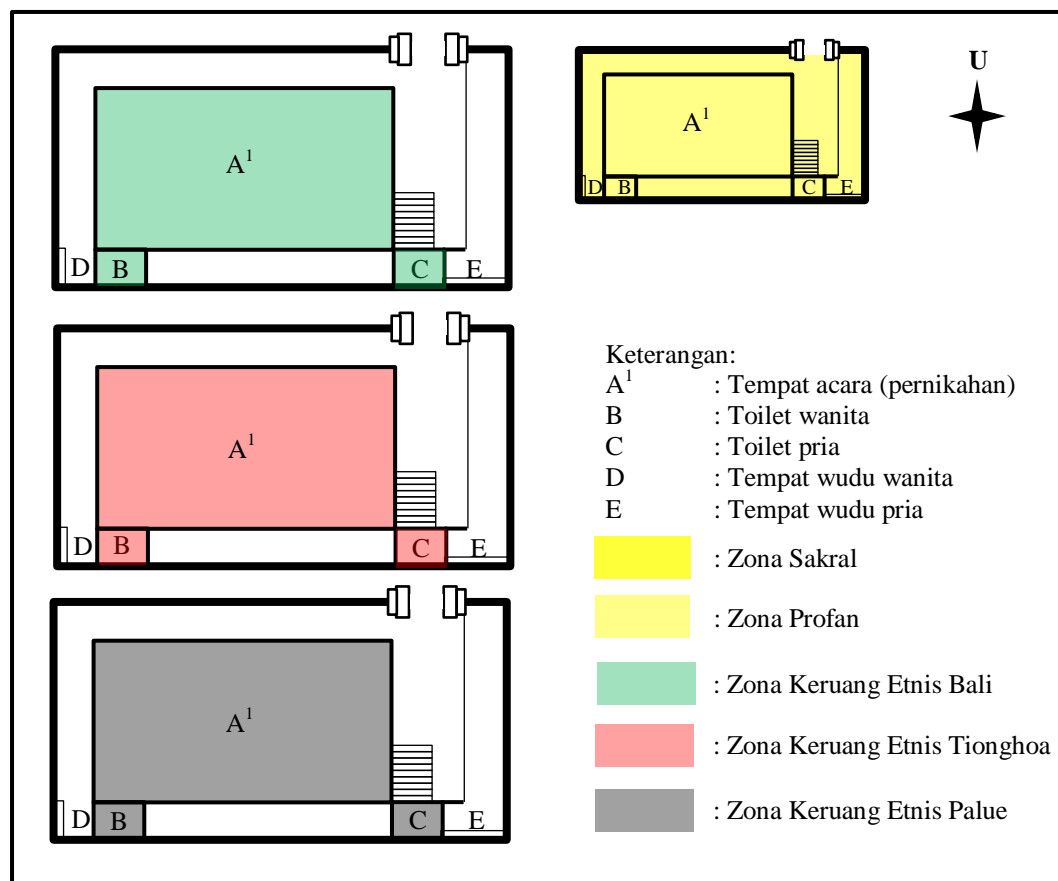 A¹
D
B
C
E
A¹
D
B
C
E
U
A¹
D
B
C
E
A¹
D
B
C
E
Keterangan:
A¹ : Tempat acara (pernikahan)
B : Toilet wanita
C : Toilet pria
D : Tempat wudu wanita
E : Tempat wudu pria
: Zona Sakral
: Zona Profan
: Zona Keruang Etnis Bali
: Zona Keruang Etnis Tionghoa
: Zona Keruang Etnis Palue